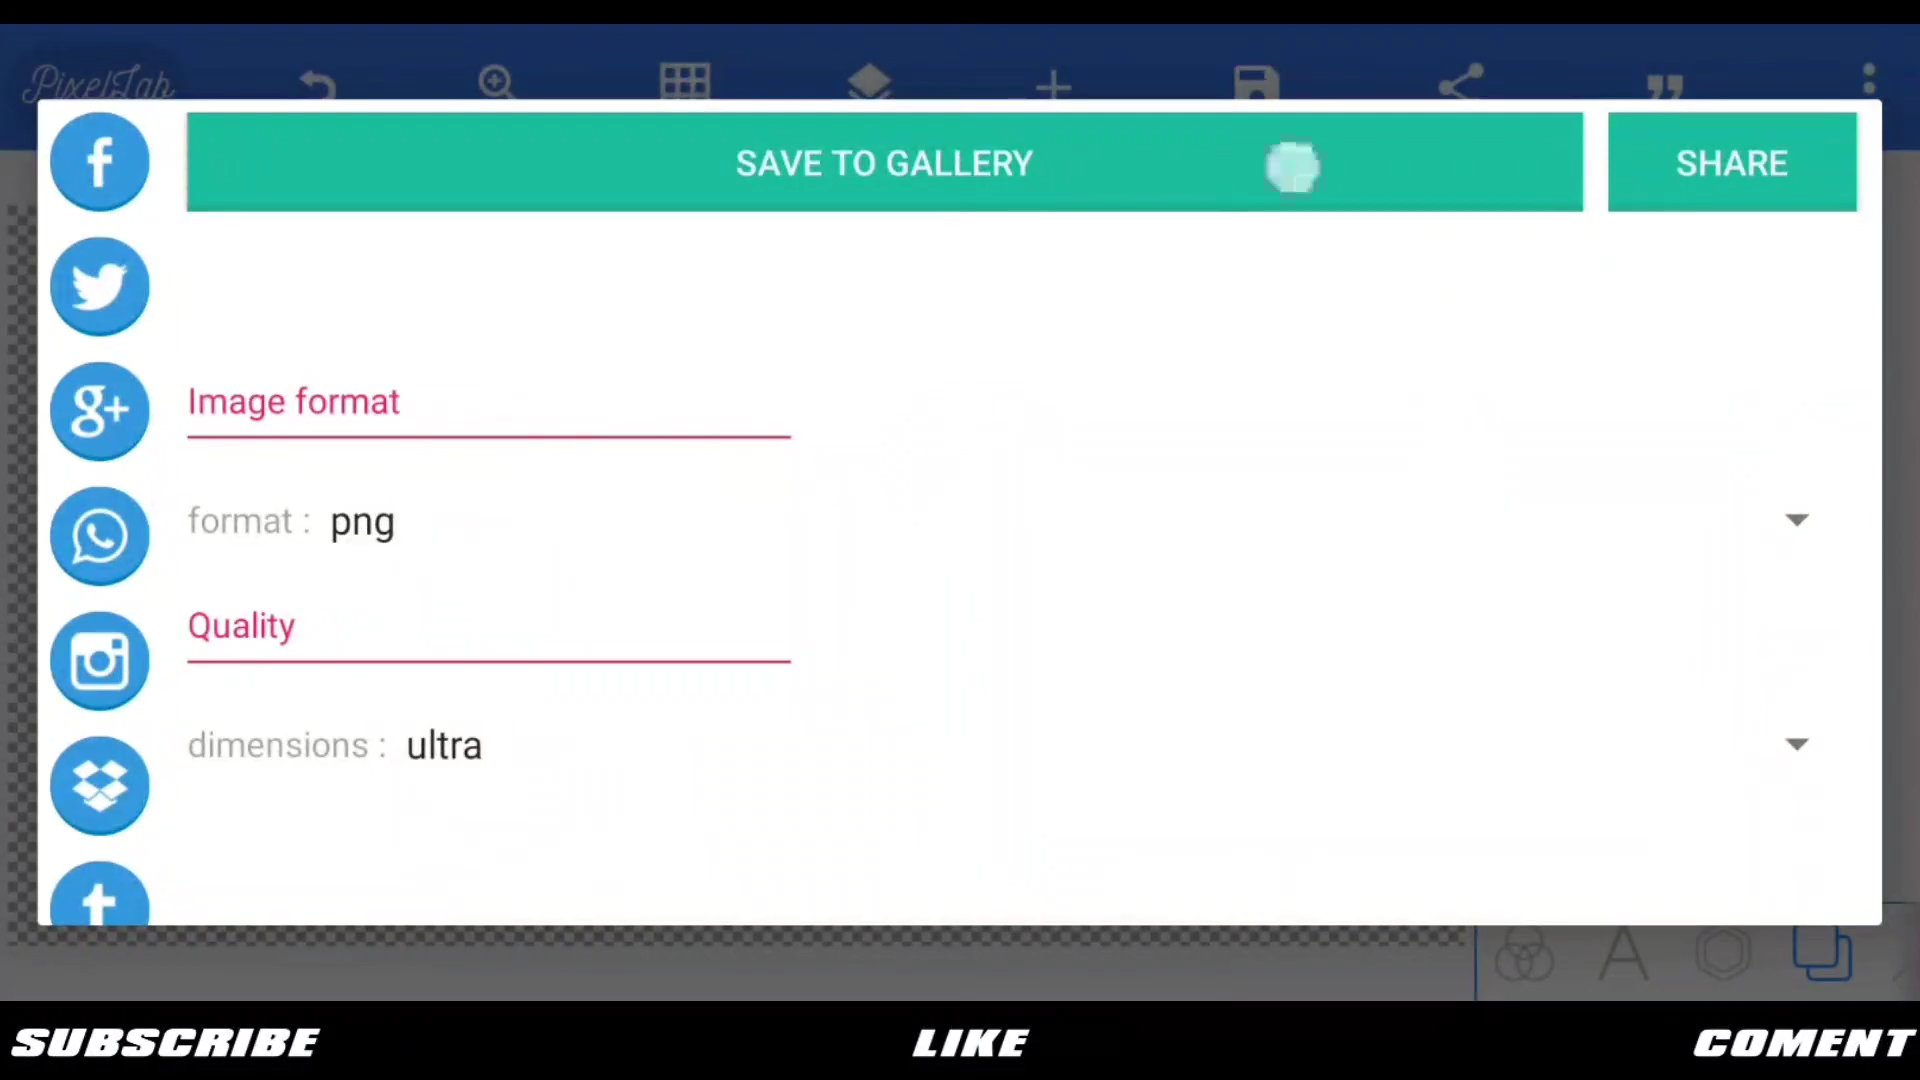 PixelLab
SAVE TO GALLERY
SHARE
Image format
format : png
Quality
dimensions : ultra
SUBSCRIBE
LIKE
COMENT